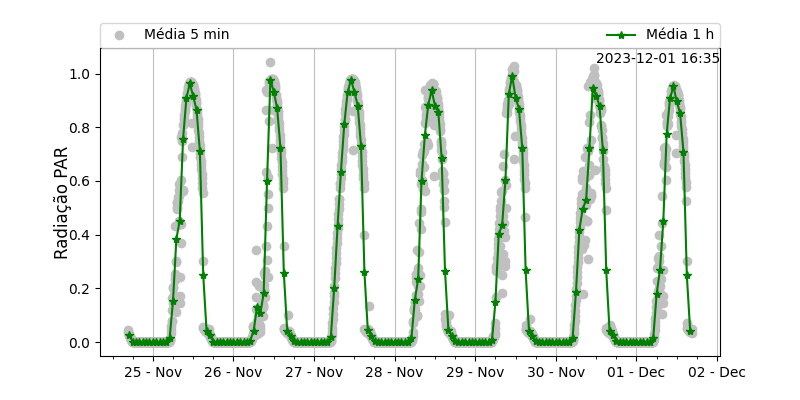 Média 5 min
Média 1 h
2023-12-01 16:35
Radiação PAR
1.0
0.8
0.6
0.4
0.2
0.0
25 - Nov
26 - Nov
27 - Nov
28 - Nov
29 - Nov
30 - Nov
01 - Dec
02 - Dec